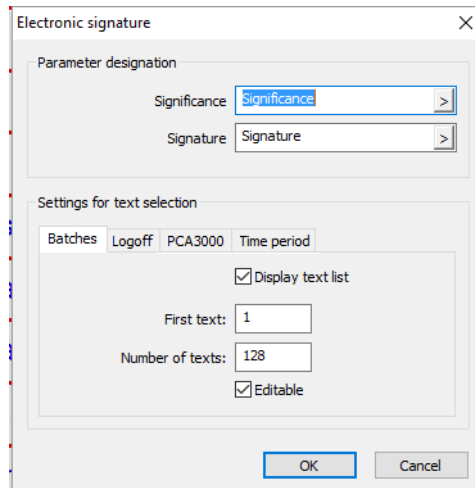 Electronic signature
Parameter designation
Significance Significance >
Signature Signature >
Settings for text selection
Batches Logoff PCA3000 Time period
Display text list
First text: 1
Number of texts: 128
Editable
OK Cancel